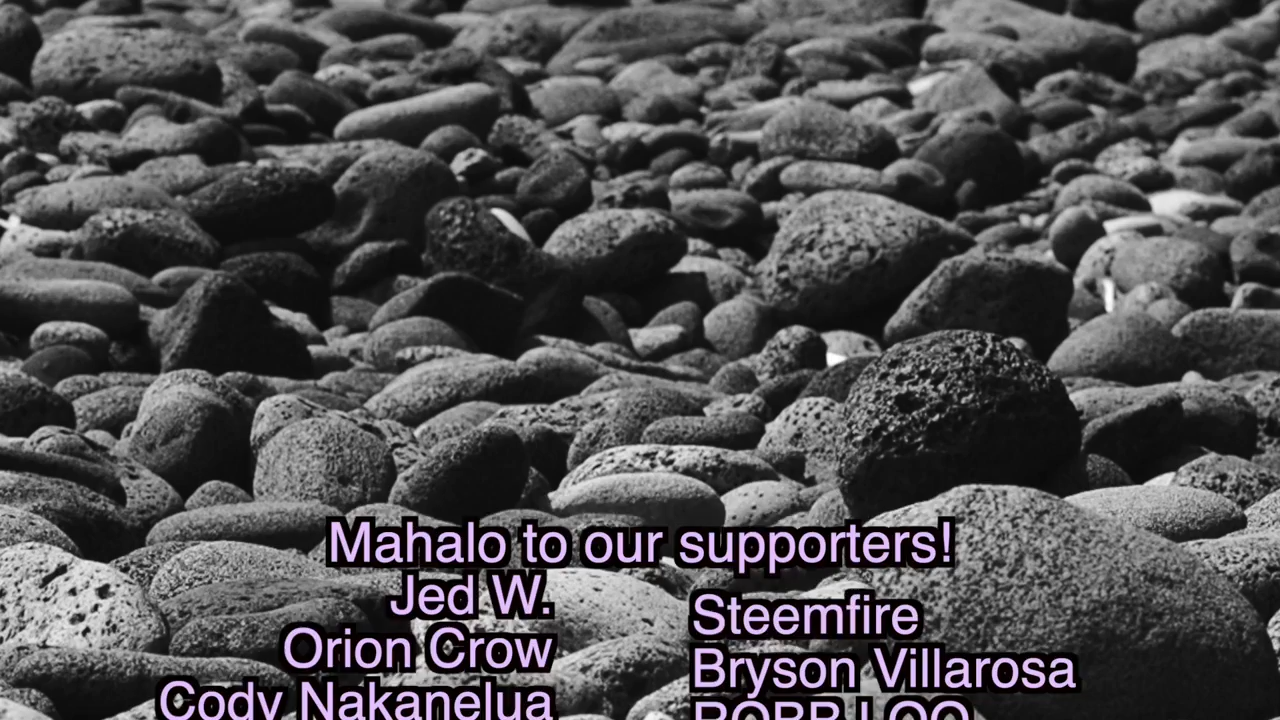 Mahalo to our supporters!
Jed W.
Orion Crow
Cody Nakanelua
Steemfire
Bryson Villarosa